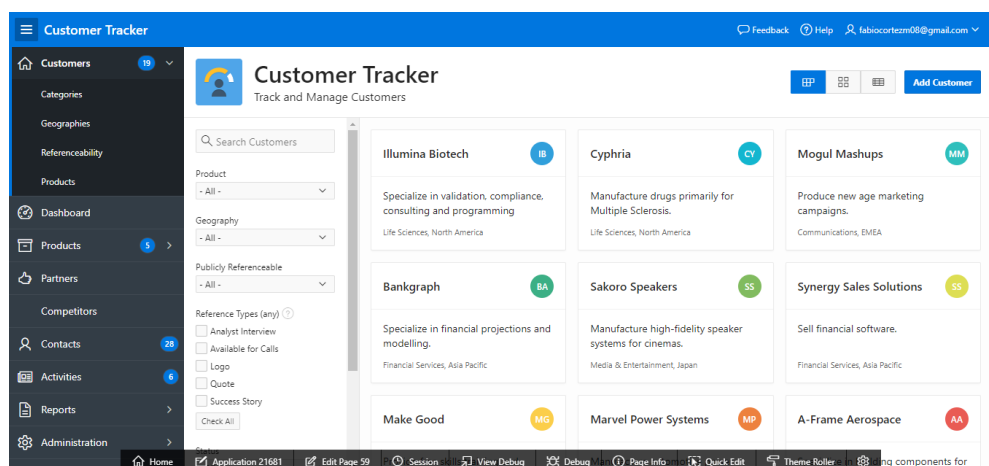 Customer Tracker
Feedback Help fabiocortezm08@gmail.com
Customers 19
Categories
Geographies
Referenceability
Products
Dashboard
Products 5
Partners
Competitors
Contacts 28
Activities 6
Reports
Administration
Customer Tracker
Track and Manage Customers
Add Customer
Search Customers
Product
- All -
Geography
- All -
Publicly Referenceable
- All -
Reference Types (any) ?
Analyst Interview
Available for Calls
Logo
Quote
Success Story
Check All
Status
Illumina Biotech IB
Specialize in validation, compliance,
consulting and programming
Life Sciences, North America
Cyphria CY
Manufacture drugs primarily for
Multiple Sclerosis.
Life Sciences, North America
Mogul Mashups MM
Produce new age marketing
campaigns.
Communications, EMEA
Bankgraph BA
Specialize in financial projections and
modelling.
Financial Services, Asia Pacific
Sakoro Speakers SS
Manufacture high-fidelity speaker
systems for cinemas.
Media & Entertainment, Japan
Synergy Sales Solutions SS
Sell financial software.
Financial Services, Asia Pacific
Make Good MG
Marvel Power Systems MP
A-Frame Aerospace AA
components for
Home Application 21681 Edit Page 59 Session View Debug Debug Page Info Quick Edit Theme Roller